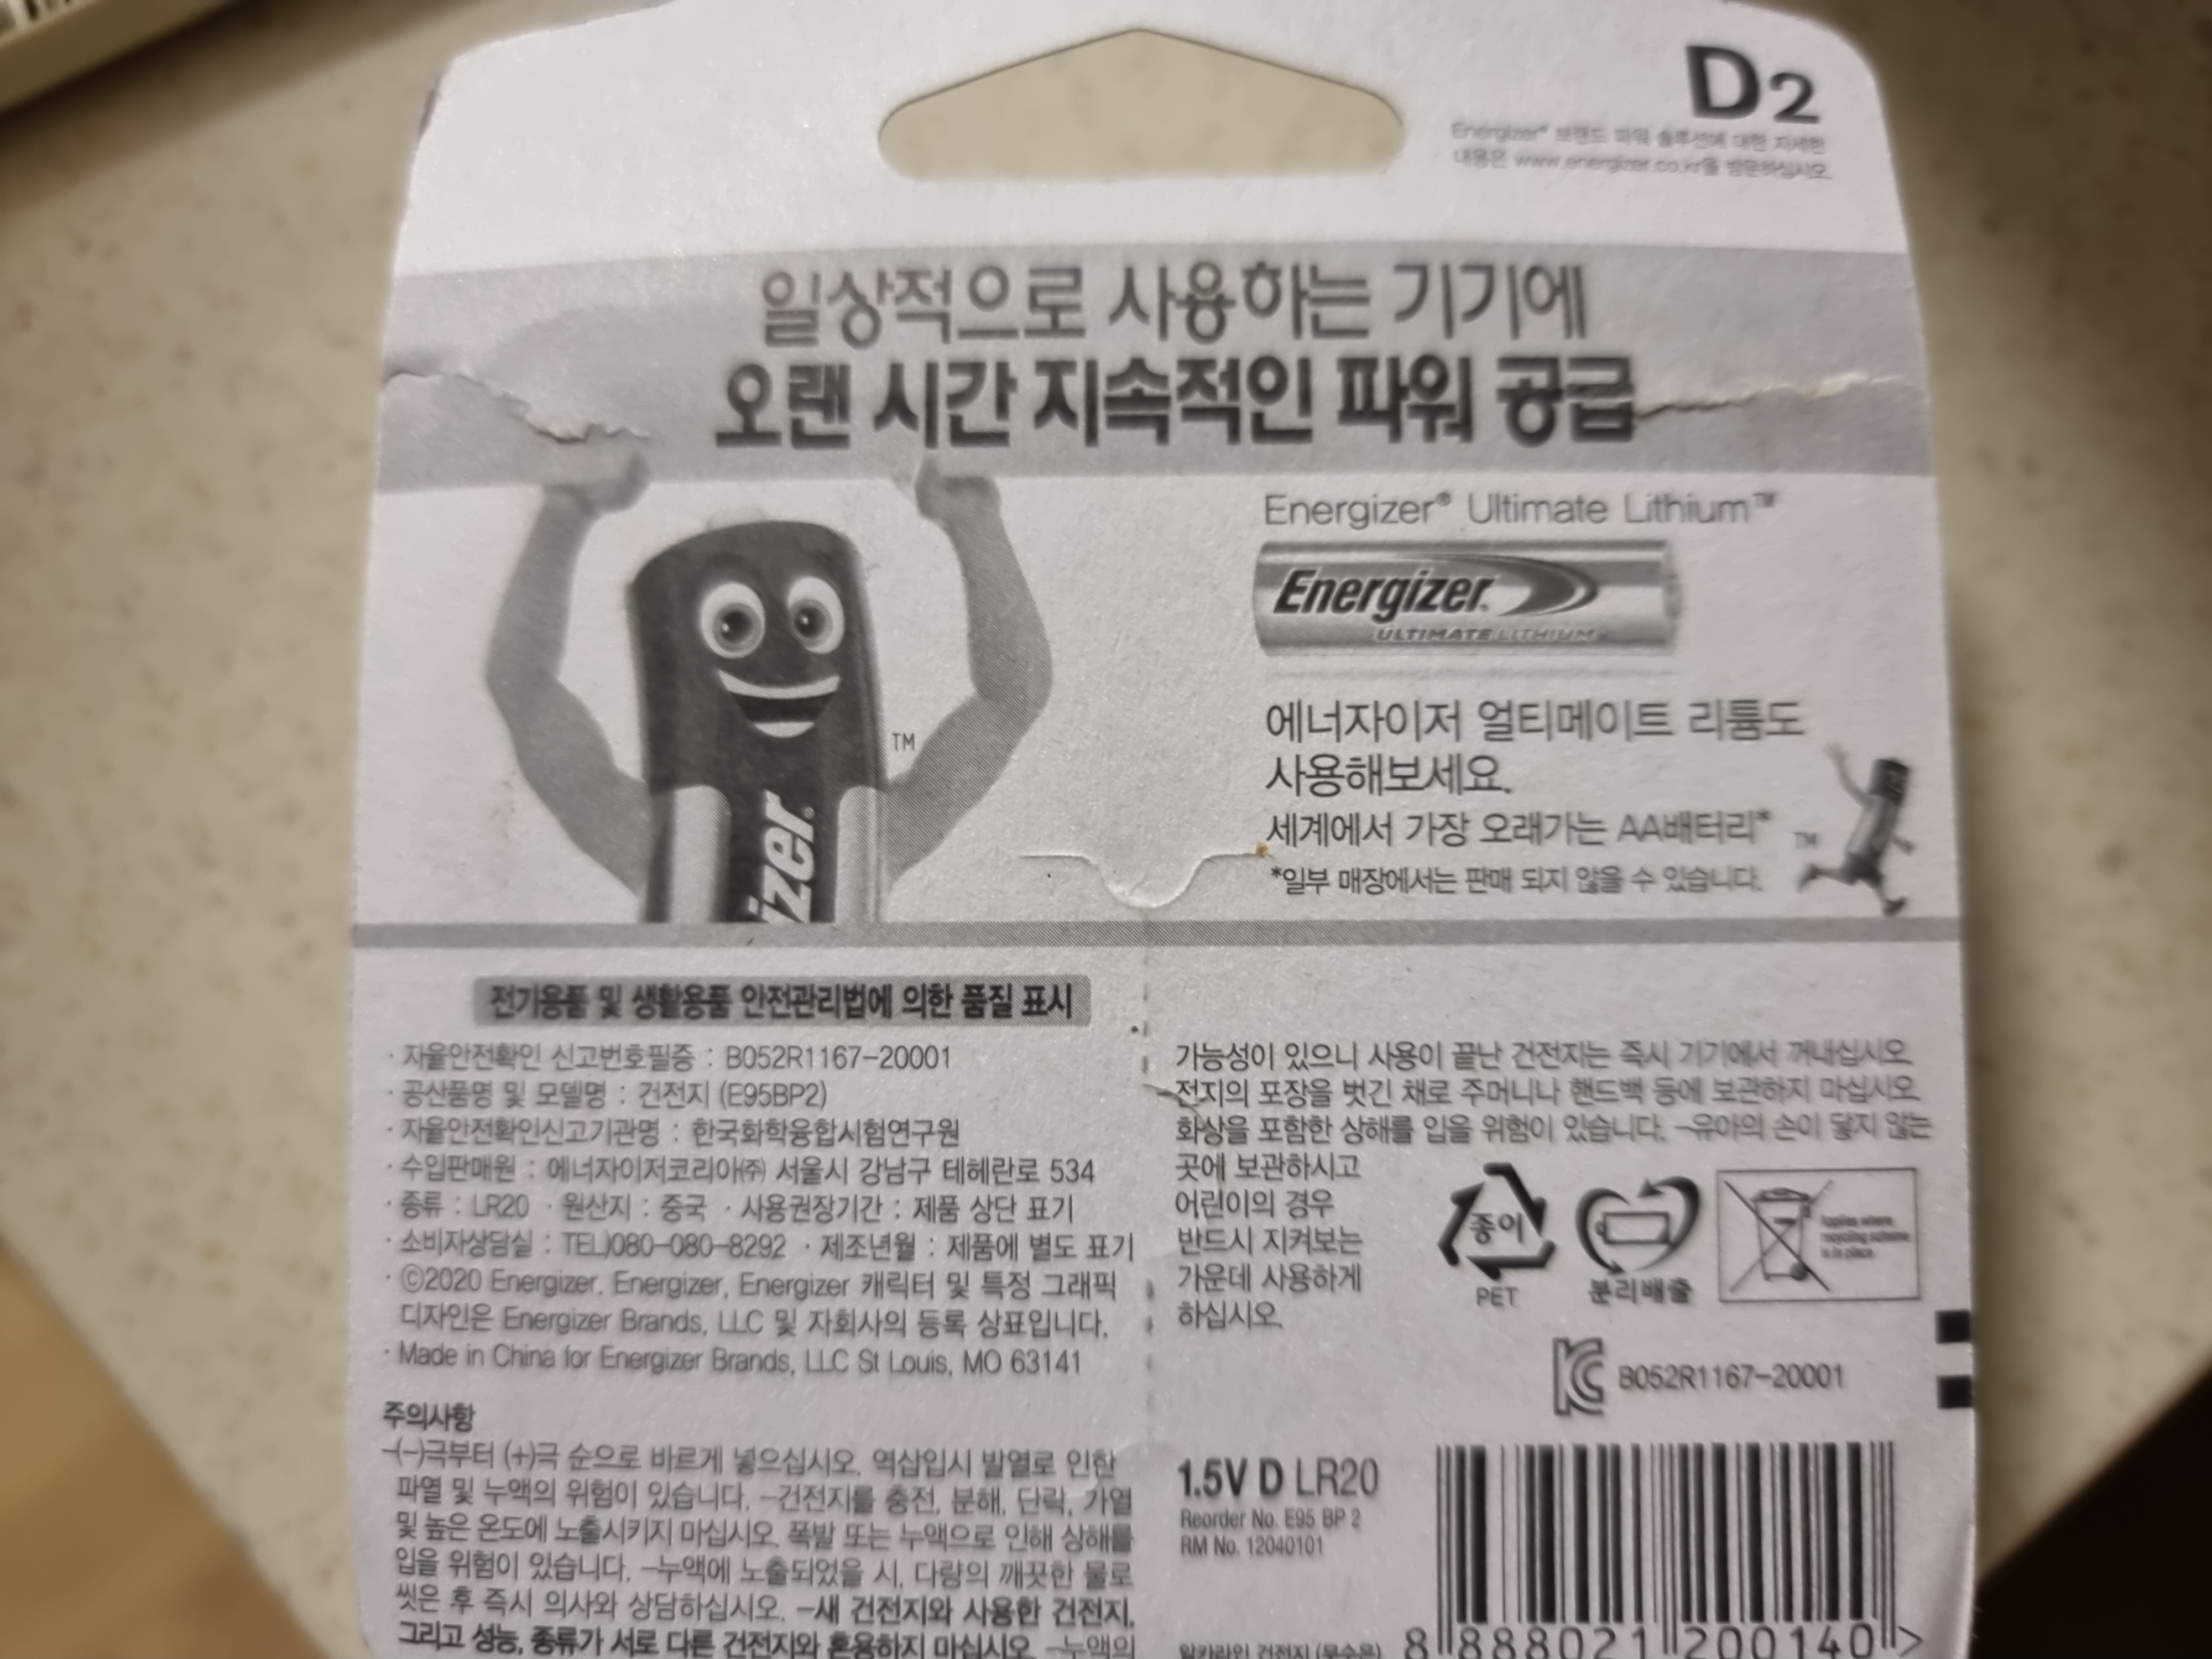 D2
Energizer® 브랜드 파워 솔루션에 대한 자세한
내용은 www.energizer.co.kr을 방문하십시오.
일상적으로 사용하는 기기에
오랜 시간 지속적인 파워 공급
Energizer® Ultimate Lithium™
Energizer.
ULTIMATE LITHIUM
에너자이저 얼티메이트 리튬도
사용해보세요.
세계에서 가장 오래가는 AA배터리*
TM
*일부 매장에서는 판매 되지 않을 수 있습니다.
TM
izer.
전기용품 및 생활용품 안전관리법에 의한 품질 표시
· 자율안전확인 신고번호필증 : B052R1167-20001
· 공산품명 및 모델명 : 건전지 (E95BP2)
· 자율안전확인신고기관명 : 한국화학융합시험연구원
· 수입판매원 : 에너자이저코리아㈜ 서울시 강남구 테헤란로 534
· 종류 : LR20 · 원산지 : 중국 · 사용권장기간 : 제품 상단 표기
· 소비자상담실 : TEL)080-080-8292 · 제조년월 : 제품에 별도 표기
· ©2020 Energizer. Energizer, Energizer 캐릭터 및 특정 그래픽
디자인은 Energizer Brands, LLC 및 자회사의 등록 상표입니다.
· Made in China for Energizer Brands, LLC St Louis, MO 63141
주의사항
-(-)극부터 (+)극 순으로 바르게 넣으십시오. 역삽입시 발열로 인한
파열 및 누액의 위험이 있습니다. -건전지를 충전, 분해, 단락, 가열
및 높은 온도에 노출시키지 마십시오. 폭발 또는 누액으로 인해 상해를
입을 위험이 있습니다. -누액에 노출되었을 시, 다량의 깨끗한 물로
씻은 후 즉시 의사와 상담하십시오. -새 건전지와 사용한 건전지,
그리고 성능, 종류가 서로 다른 건전지와 혼용하지 마십시오. -누액의
가능성이 있으니 사용이 끝난 건전지는 즉시 기기에서 꺼내십시오.
전지의 포장을 벗긴 채로 주머니나 핸드백 등에 보관하지 마십시오.
화상을 포함한 상해를 입을 위험이 있습니다. -유아의 손이 닿지 않는
곳에 보관하시고
어린이의 경우
반드시 지켜보는
가운데 사용하게
하십시오.
종이
PET
분리배출
Applies where
recycling scheme
is in place.
B052R1167-20001
1.5V D LR20
Reorder No. E95 BP 2
RM No. 12040101
알카라인 건전지 (무수은)
8 888021 200140 >